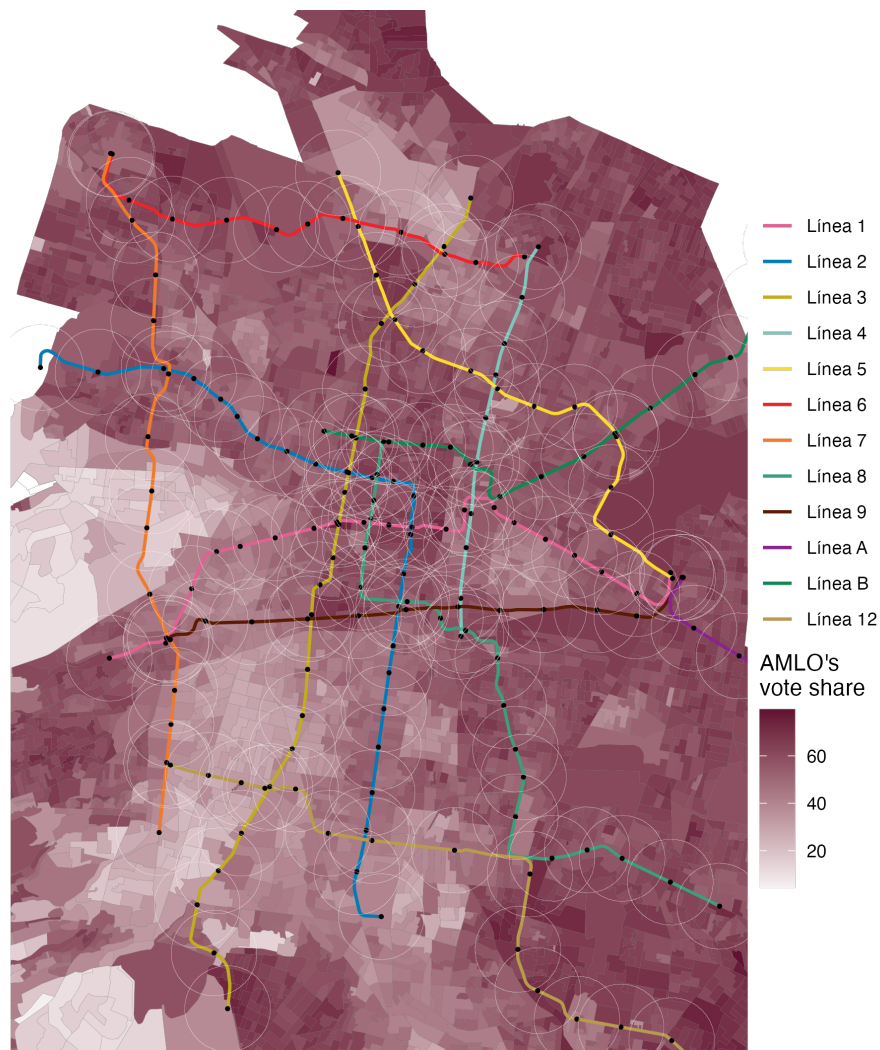 Línea 1
Línea 2
Línea 3
Línea 4
Línea 5
Línea 6
Línea 7
Línea 8
Línea 9
Línea A
Línea B
Línea 12
AMLO's
vote share
60
40
20